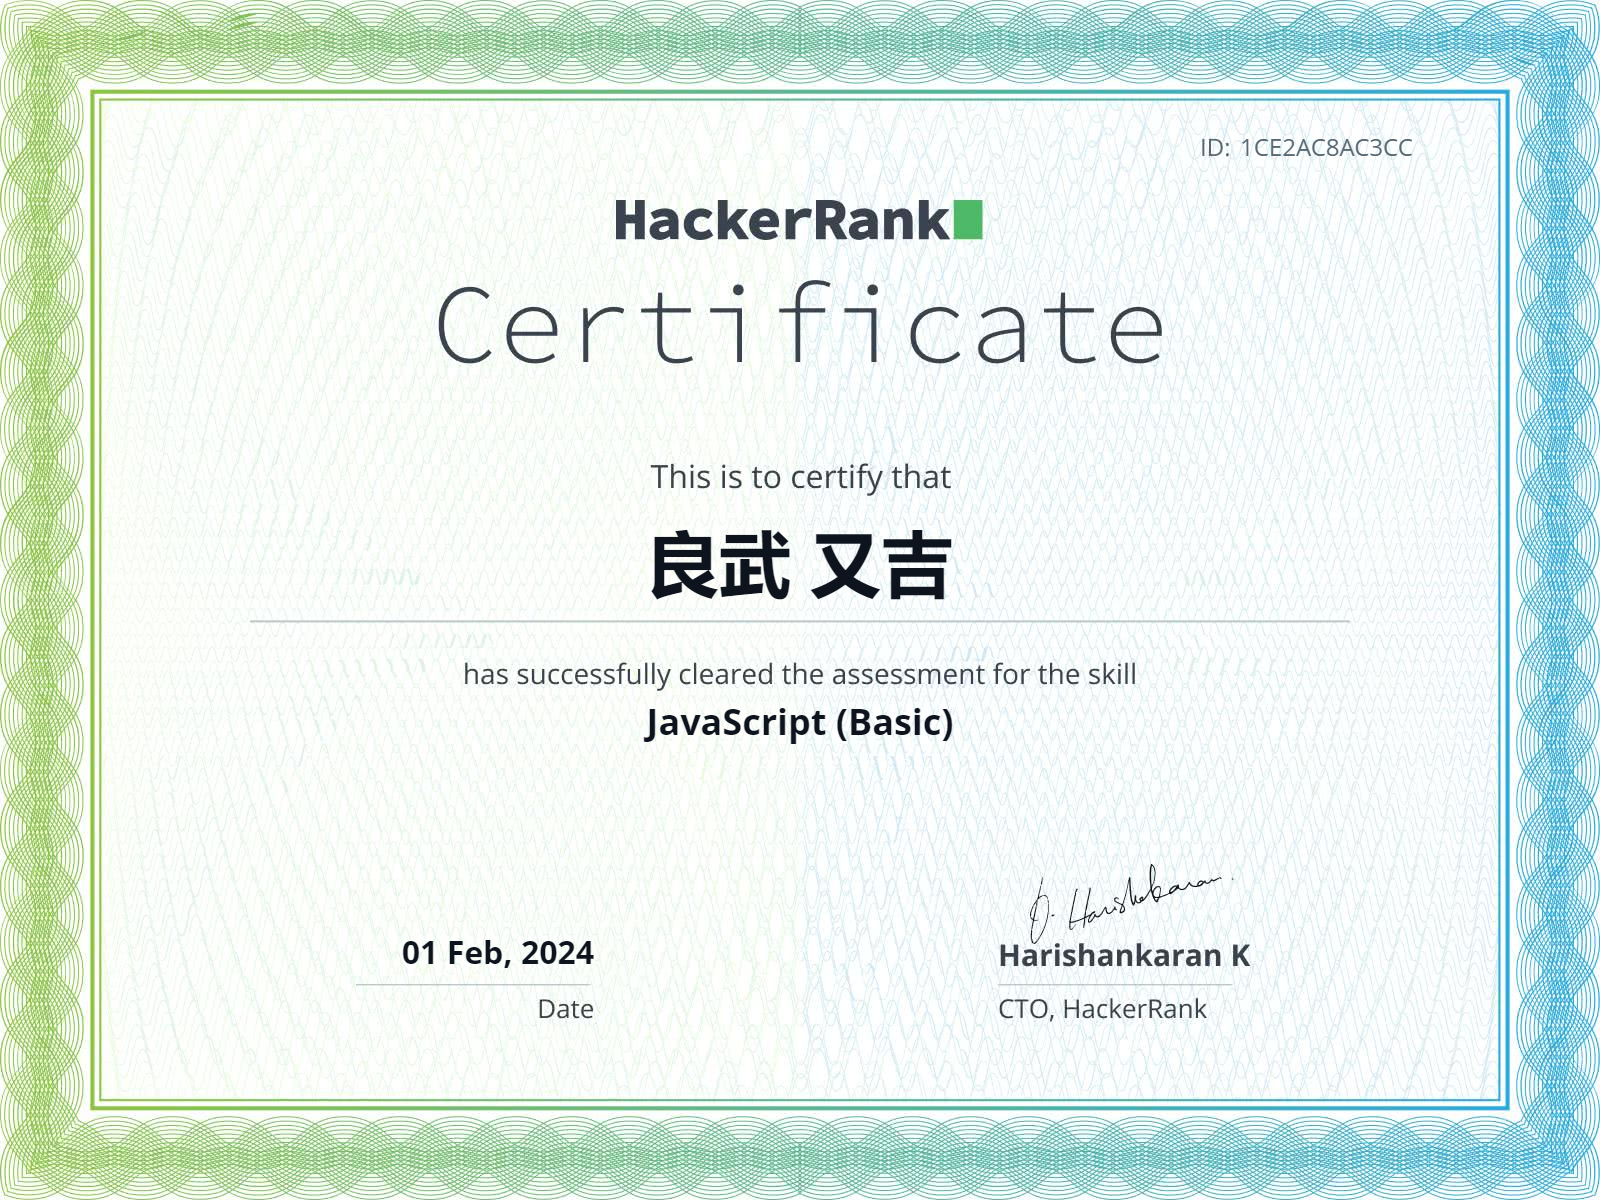 ID: 1CE2AC8AC3CC
HackerRank
Certificate
This is to certify that
良武 又吉
has successfully cleared the assessment for the skill
JavaScript (Basic)
D. Harishankaran
01 Feb, 2024
Date
Harishankaran K
CTO, HackerRank